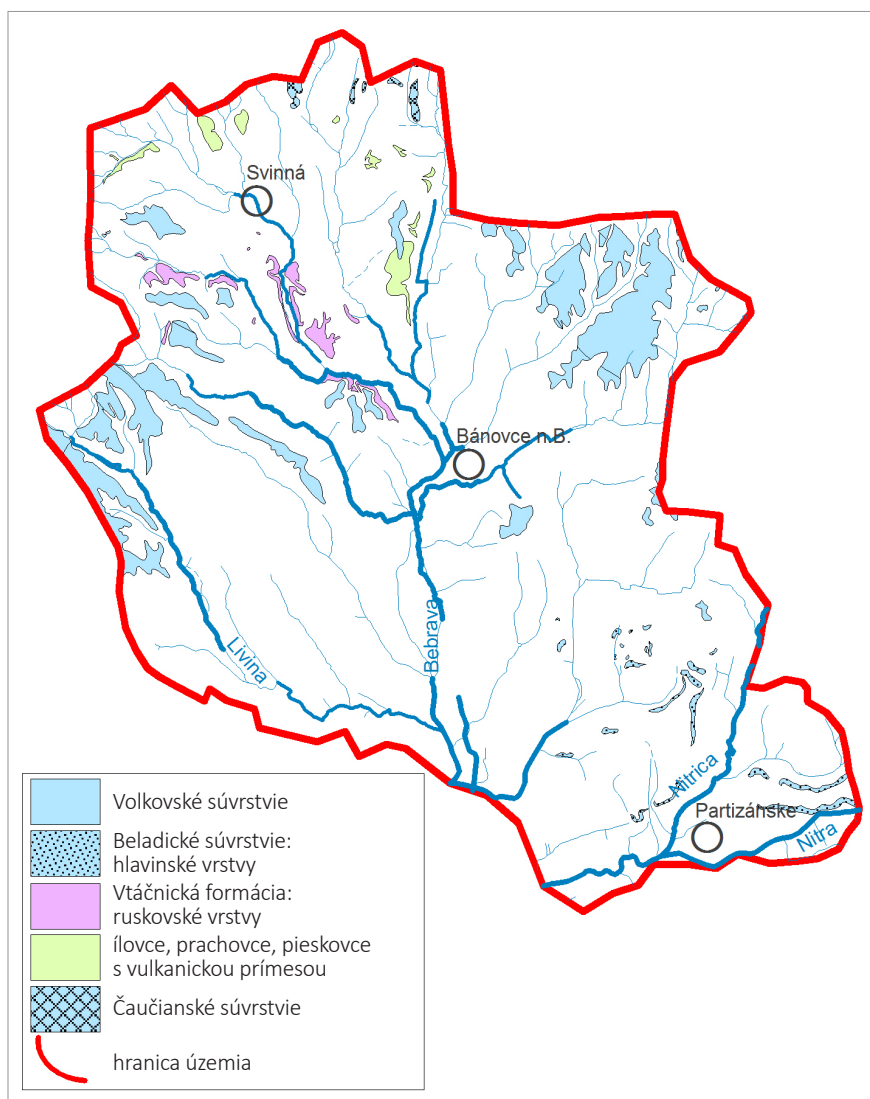 Svinná
Bánovce n.B.
Bebrava
Livina
Nitrica
Partizánske
Nitra
Volkovské súvrstvie
Beladické súvrstvie:
hlavinské vrstvy
Vtáčnická formácia:
ruskovské vrstvy
ílovce, prachovce, pieskovce
s vulkanickou prímesou
Čaučianské súvrstvie
hranica územia